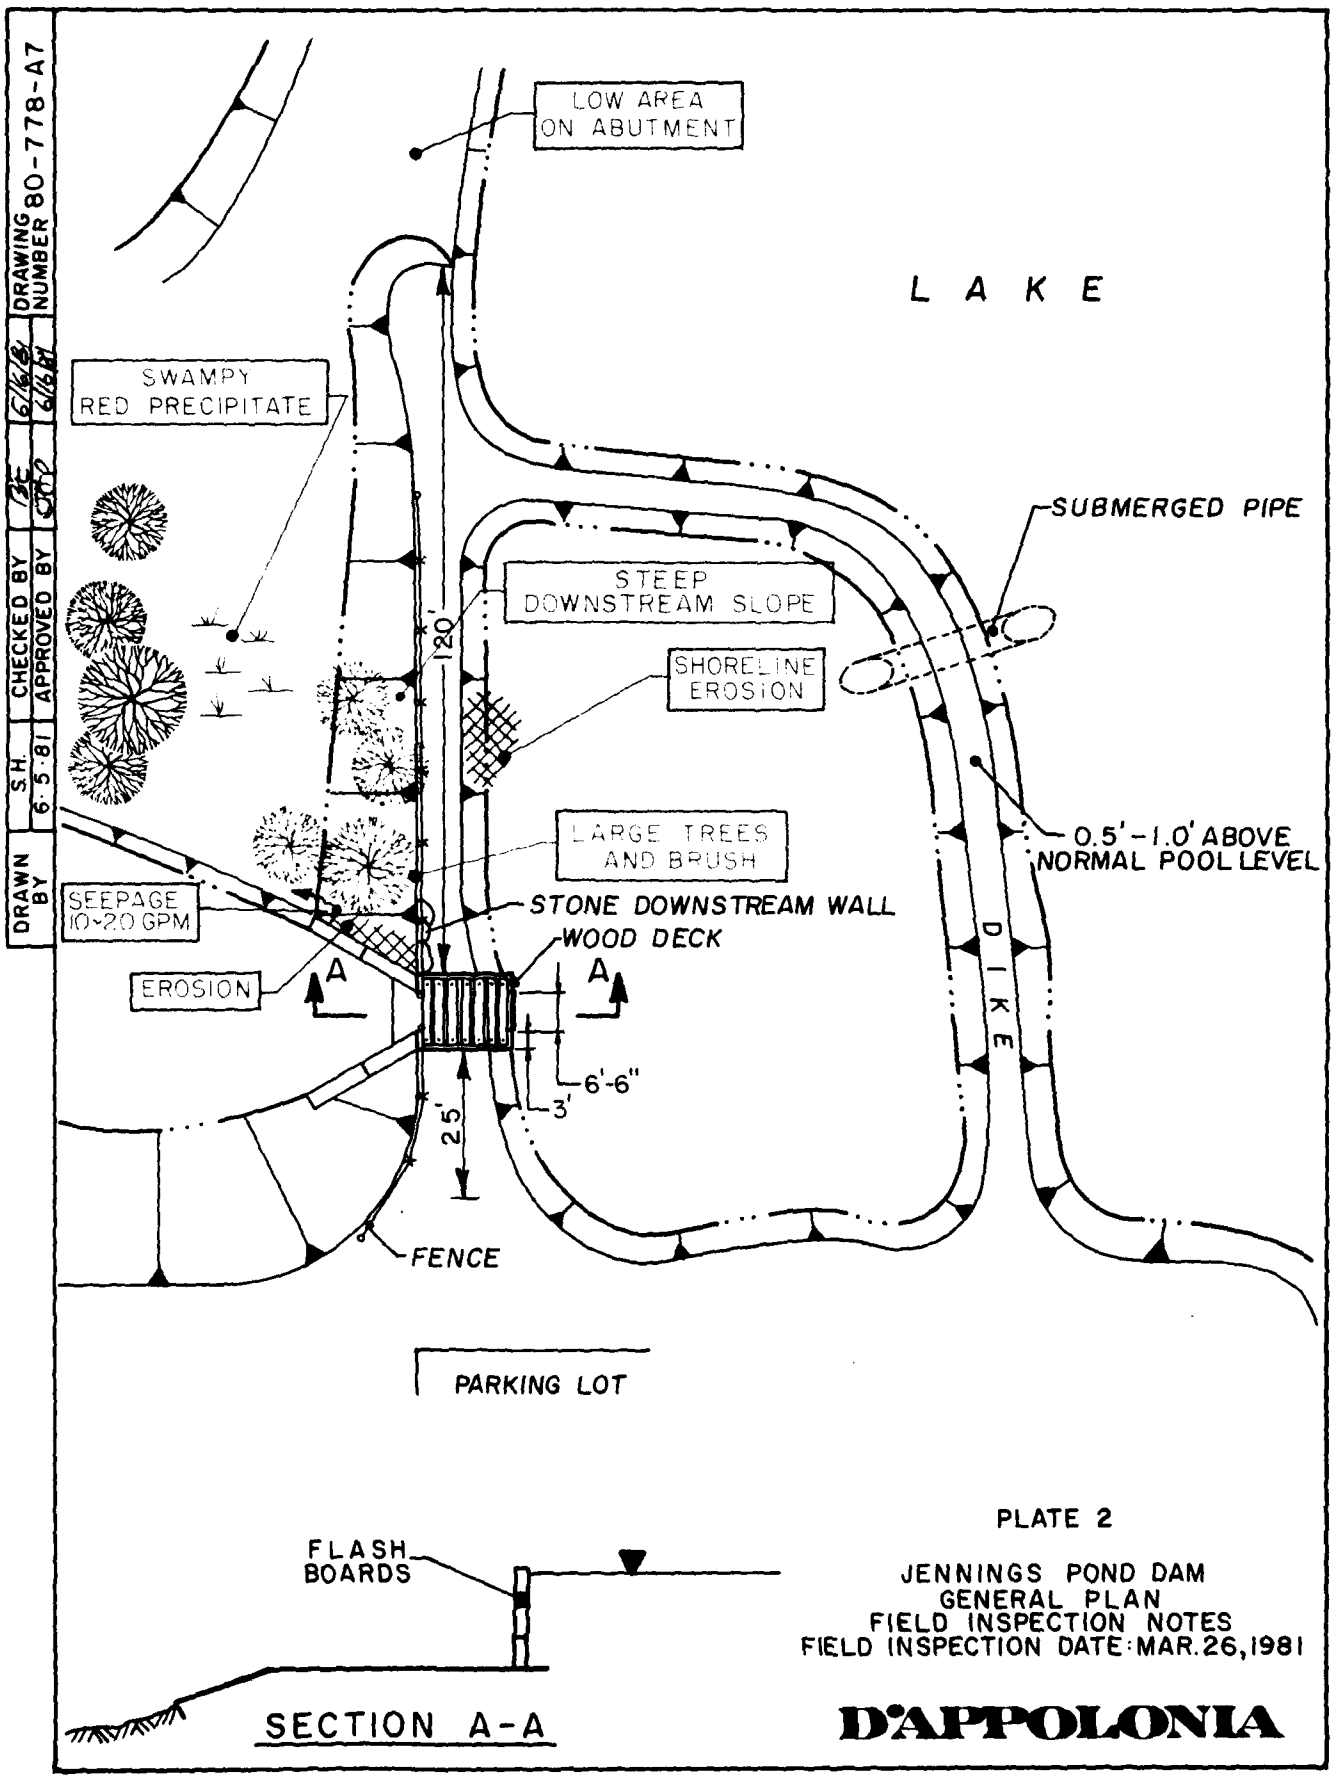 DRAWING
NUMBER 80-778-A7
CHECKED BY
APPROVED BY
S.H.
6·5·81
DRAWN
BY
LOW AREA
ON ABUTMENT
LAKE
SWAMPY
RED PRECIPITATE
SUBMERGED PIPE
STEEP
DOWNSTREAM SLOPE
120'
SHORELINE
EROSION
0.5'-1.0' ABOVE
NORMAL POOL LEVEL
LARGE TREES
AND BRUSH
SEEPAGE
10~20 GPM
STONE DOWNSTREAM WALL
WOOD DECK
DIKE
EROSION
A
A
6'-6"
3'
25'
FENCE
PARKING LOT
PLATE 2
JENNINGS POND DAM
GENERAL PLAN
FIELD INSPECTION NOTES
FIELD INSPECTION DATE: MAR. 26, 1981
FLASH
BOARDS
SECTION A-A
D'APPOLONIA